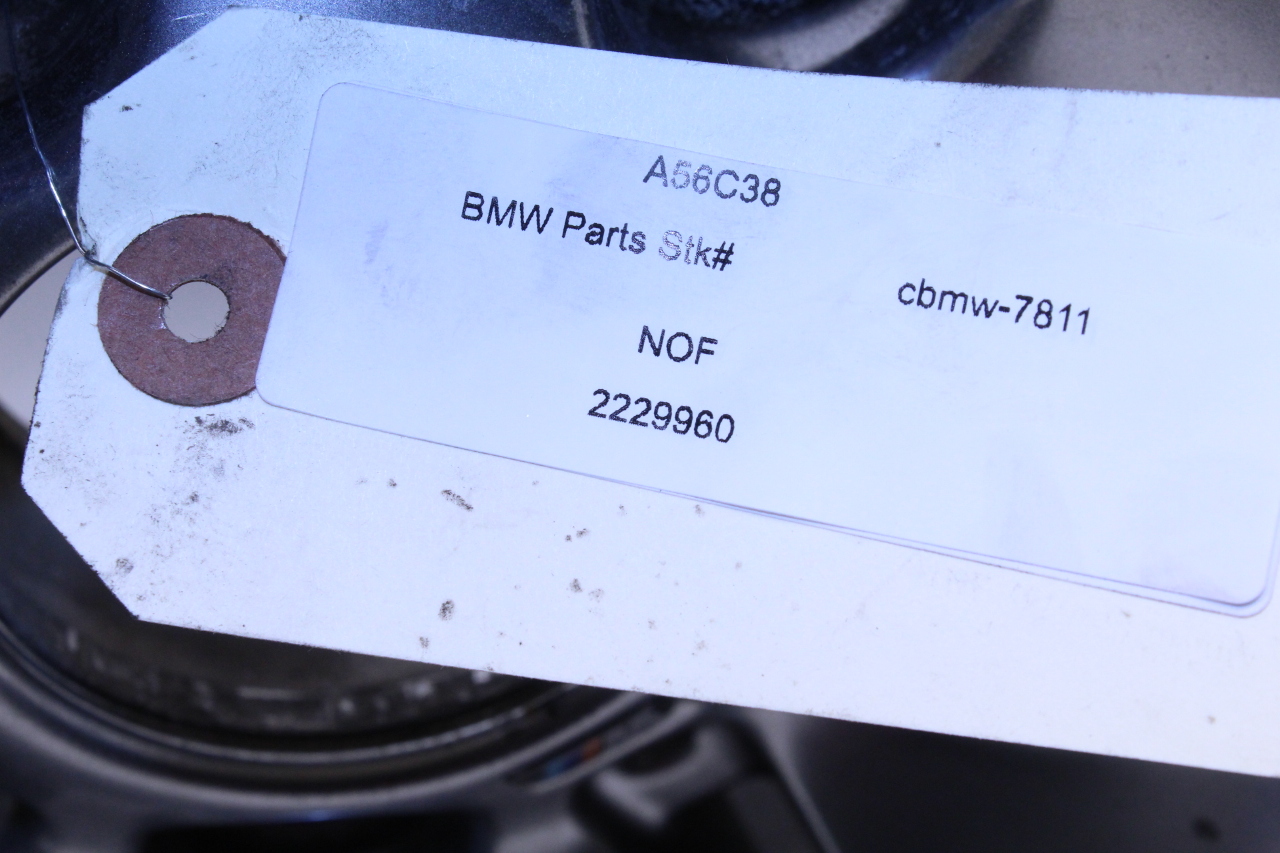 A56C38
BMW Parts Stk#
cbmw-7811
NOF
2229960